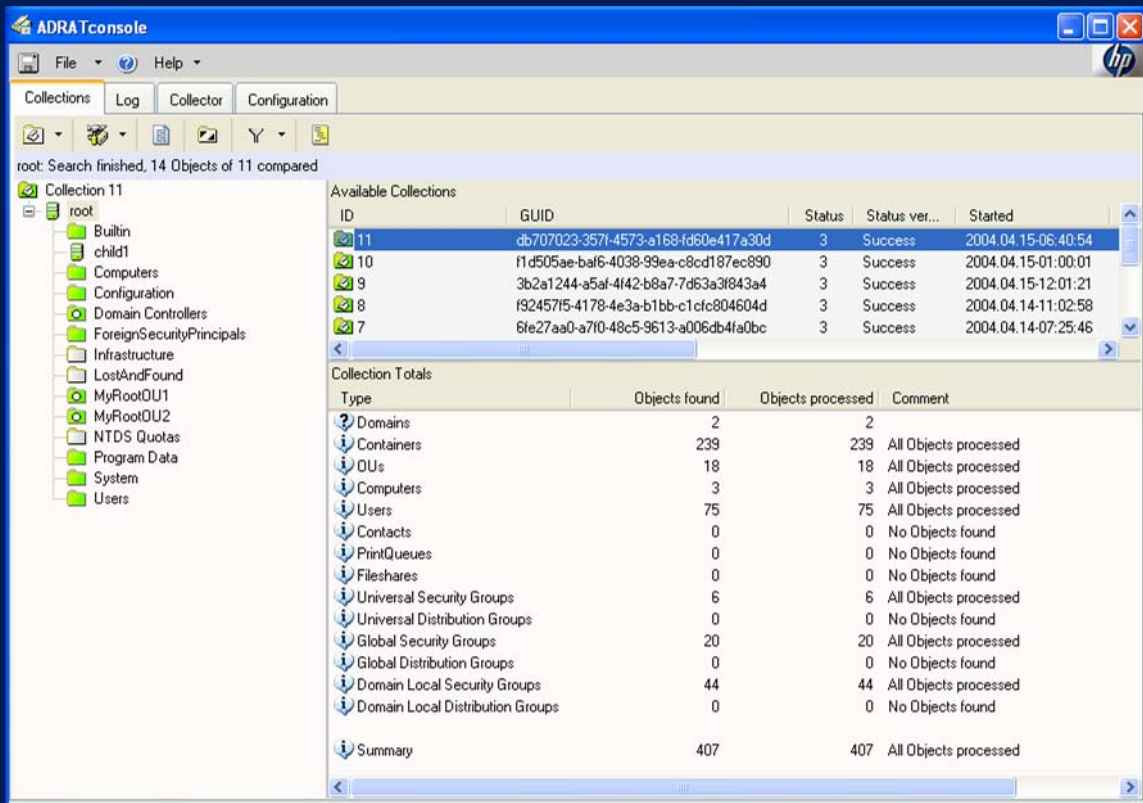 ADRATconsole
File Help
hp
Collections Log Collector Configuration
root: Search finished, 14 Objects of 11 compared
Collection 11
root
Builtin
child1
Computers
Configuration
Domain Controllers
ForeignSecurityPrincipals
Infrastructure
LostAndFound
MyRootOU1
MyRootOU2
NTDS Quotas
Program Data
System
Users
Available Collections
ID GUID Status Status ver... Started
11 db707023-357f-4573-a168-fd60e417a30d 3 Success 2004.04.15-06:40:54
10 f1d505ae-baf6-4038-99ea-c8cd187ec890 3 Success 2004.04.15-01:00:01
9 3b2a1244-a5af-4f42-b8a7-7d63a3f843a4 3 Success 2004.04.15-12:01:21
8 f92457f5-4178-4e3a-b1bb-c1cfc804604d 3 Success 2004.04.14-11:02:58
7 6fe27aa0-a7f0-48c5-9613-a006db4fa0bc 3 Success 2004.04.14-07:25:46
Collection Totals
Type Objects found Objects processed Comment
Domains 2 2
Containers 239 239 All Objects processed
OUs 18 18 All Objects processed
Computers 3 3 All Objects processed
Users 75 75 All Objects processed
Contacts 0 0 No Objects found
PrintQueues 0 0 No Objects found
Fileshares 0 0 No Objects found
Universal Security Groups 6 6 All Objects processed
Universal Distribution Groups 0 0 No Objects found
Global Security Groups 20 20 All Objects processed
Global Distribution Groups 0 0 No Objects found
Domain Local Security Groups 44 44 All Objects processed
Domain Local Distribution Groups 0 0 No Objects found
Summary 407 407 All Objects processed